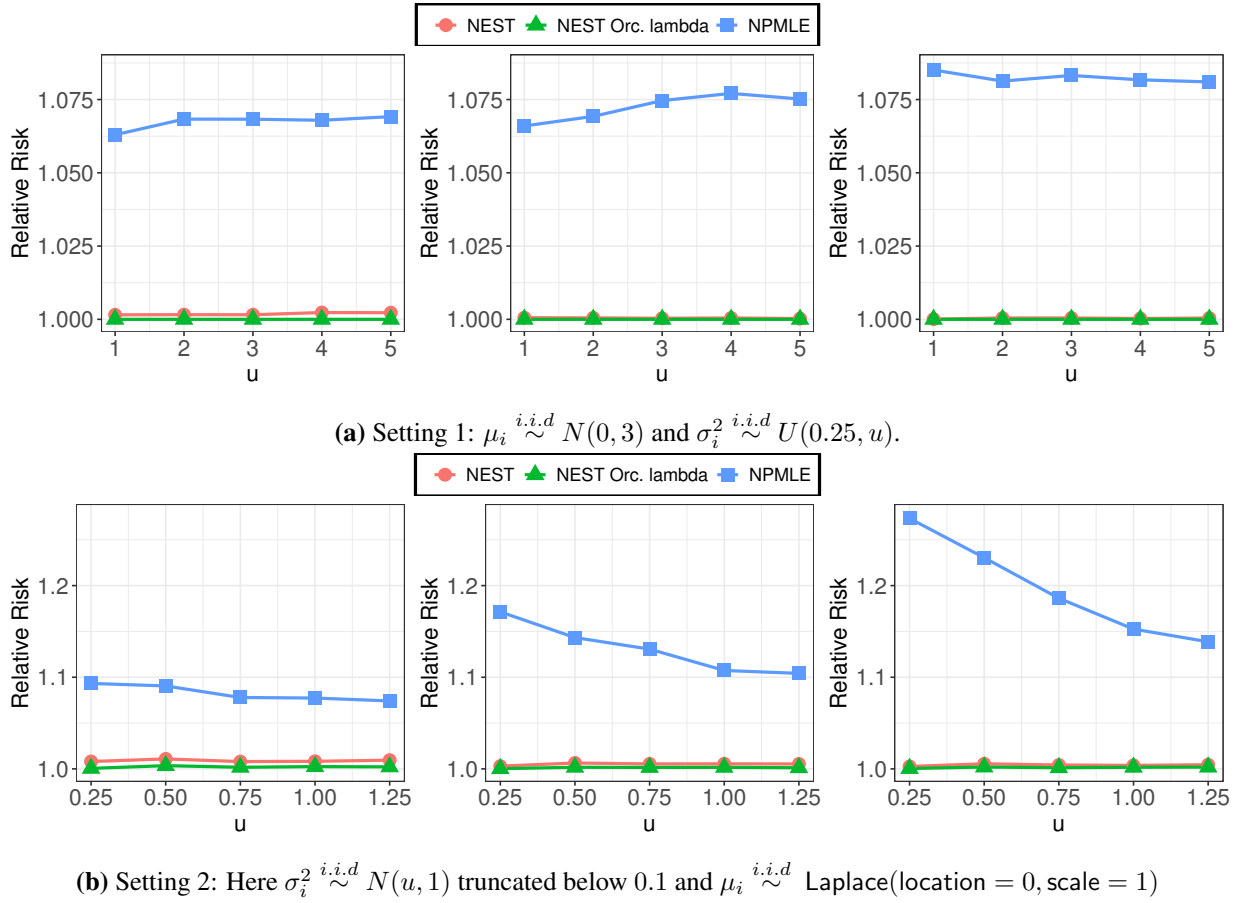 NEST NEST Orc. lambda NPMLE
Relative Risk
1.075
1.050
1.025
1.000
1 2 3 4 5
u
Relative Risk
1.075
1.050
1.025
1.000
1 2 3 4 5
u
Relative Risk
1.075
1.050
1.025
1.000
1 2 3 4 5
u
(a) Setting 1: μ_i i.i.d ∼ N(0, 3) and σ_i^2 i.i.d ∼ U(0.25, u).
NEST NEST Orc. lambda NPMLE
Relative Risk
1.2
1.1
1.0
0.25 0.50 0.75 1.00 1.25
u
Relative Risk
1.2
1.1
1.0
0.25 0.50 0.75 1.00 1.25
u
Relative Risk
1.2
1.1
1.0
0.25 0.50 0.75 1.00 1.25
u
(b) Setting 2: Here σ_i^2 i.i.d ∼ N(u, 1) truncated below 0.1 and μ_i i.i.d ∼ Laplace(location = 0, scale = 1)